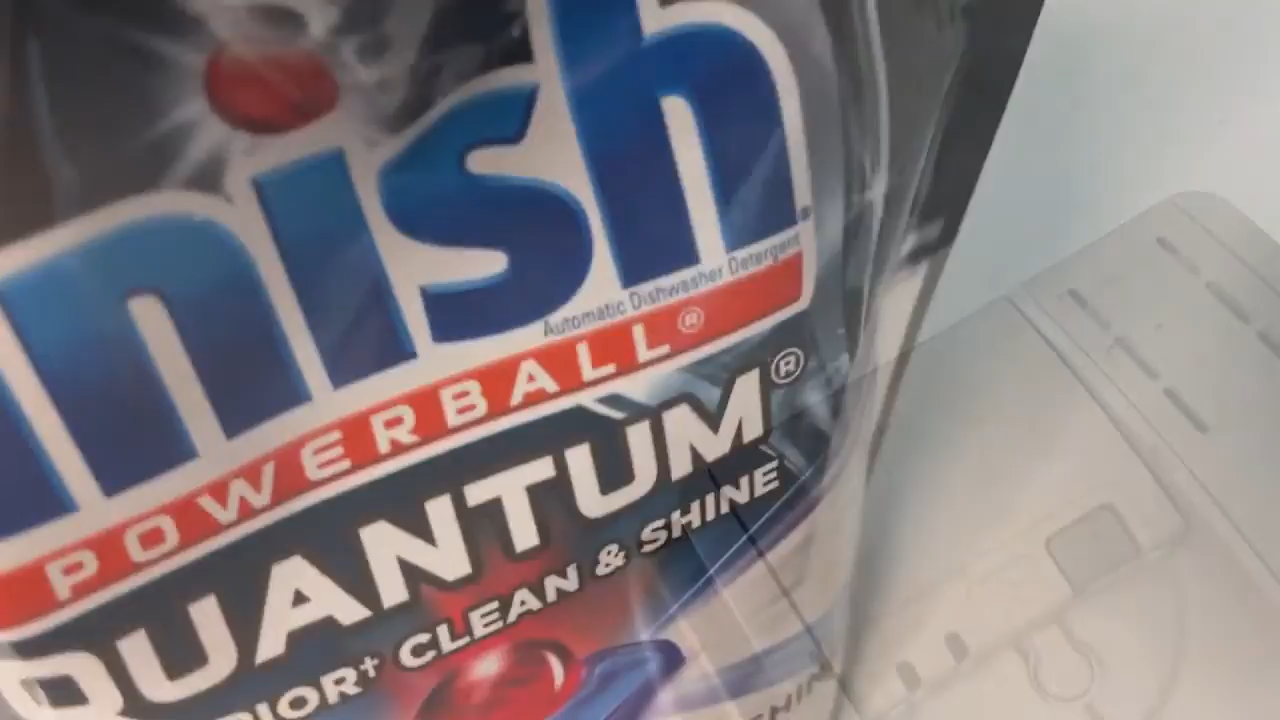 nish
Automatic Dishwasher Detergent
POWERBALL®
QUANTUM®
RIOR† CLEAN & SHINE